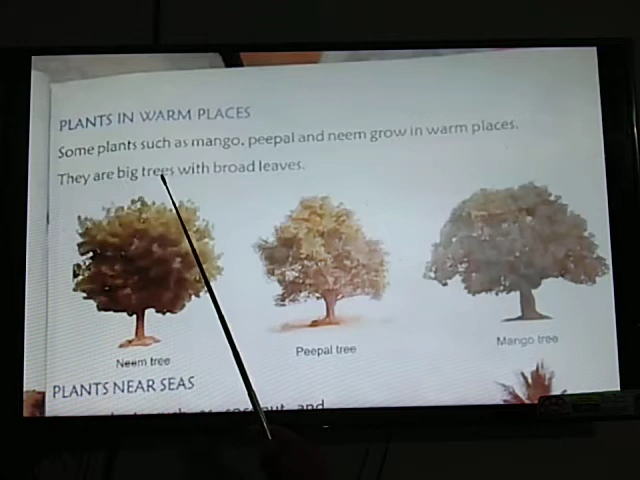 PLANTS IN WARM PLACES
Some plants such as mango, peepal and neem grow in warm places.
They are big trees with broad leaves.
Neem tree
Peepal tree
Mango tree
PLANTS NEAR SEAS
and